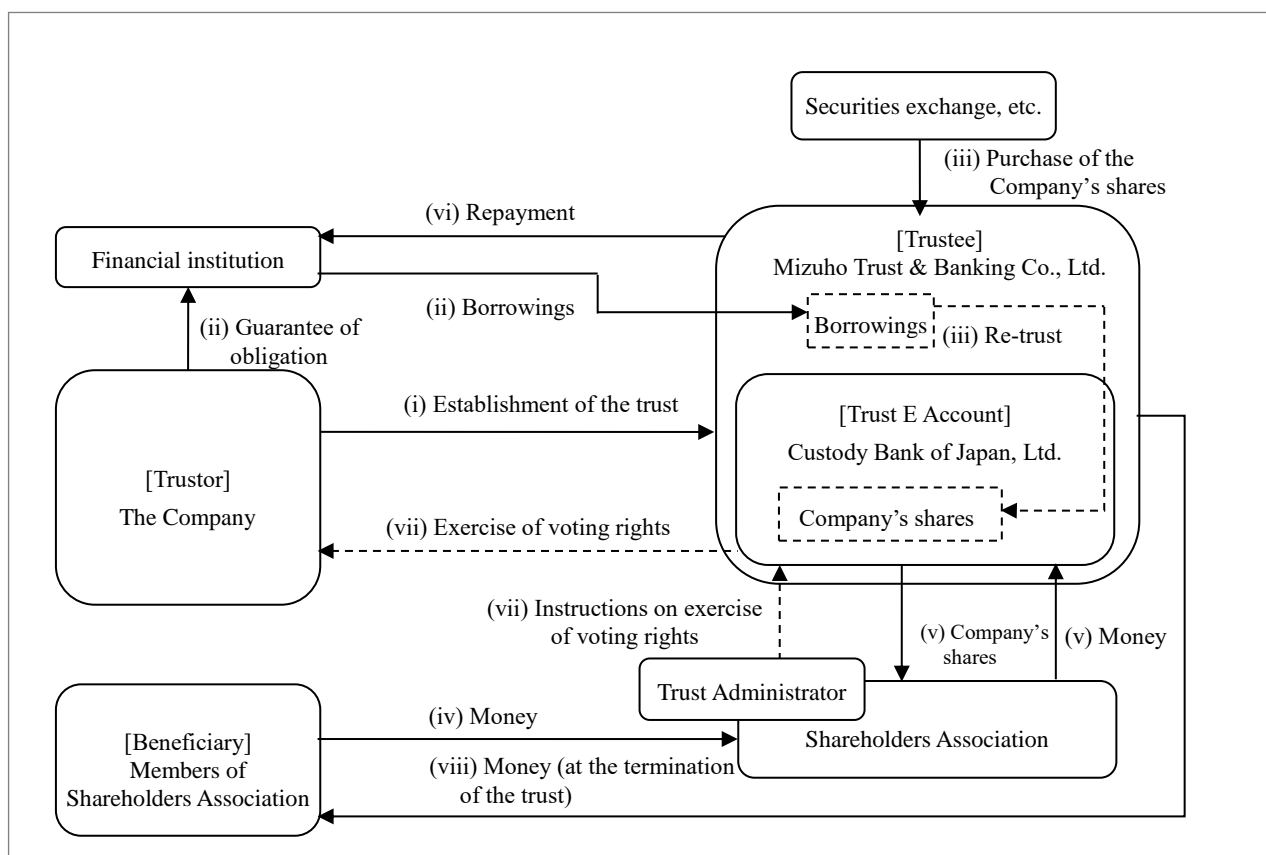 Securities exchange, etc.
(iii) Purchase of the
Company’s shares
(vi) Repayment
[Trustee]
Mizuho Trust & Banking Co., Ltd.
Financial institution
(ii) Borrowings
Borrowings
(iii) Re-trust
(ii) Guarantee of
obligation
(i) Establishment of the trust
[Trust E Account]
Custody Bank of Japan, Ltd.
[Trustor]
The Company
Company’s shares
(vii) Exercise of voting rights
(vii) Instructions on exercise
of voting rights
(v) Company’s
shares
(v) Money
Trust Administrator
Shareholders Association
(iv) Money
[Beneficiary]
Members of
Shareholders Association
(viii) Money (at the termination
of the trust)